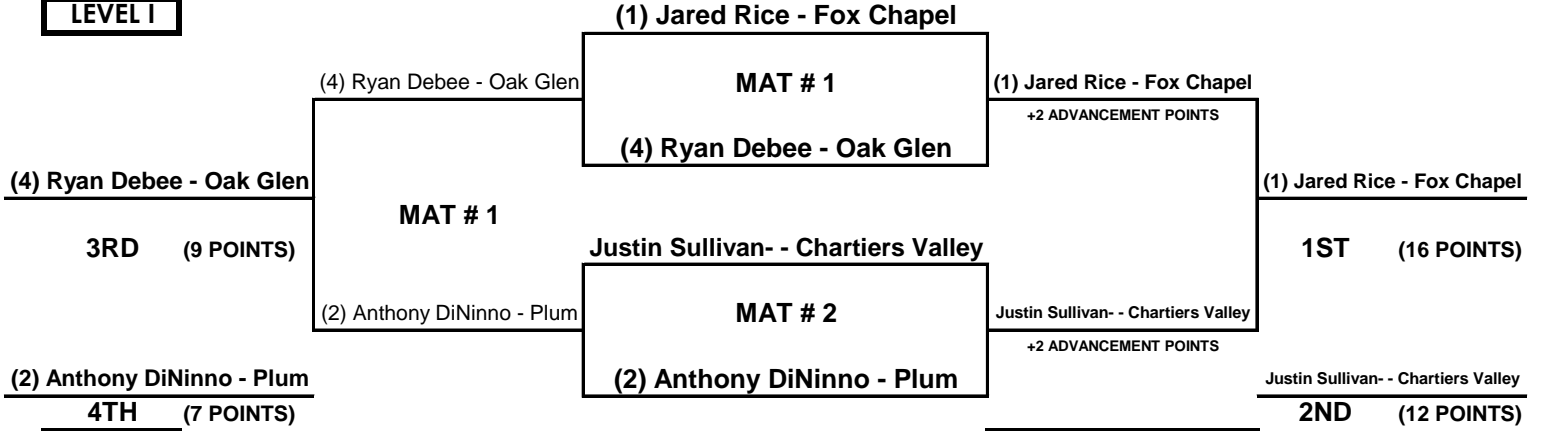 LEVEL I
(1) Jared Rice - Fox Chapel
(4) Ryan Debee - Oak Glen
MAT # 1
(1) Jared Rice - Fox Chapel
+2 ADVANCEMENT POINTS
(4) Ryan Debee - Oak Glen
(4) Ryan Debee - Oak Glen
(1) Jared Rice - Fox Chapel
MAT # 1
3RD (9 POINTS)
Justin Sullivan- - Chartiers Valley
1ST (16 POINTS)
(2) Anthony DiNinno - Plum
MAT # 2
Justin Sullivan- - Chartiers Valley
+2 ADVANCEMENT POINTS
(2) Anthony DiNinno - Plum
(2) Anthony DiNinno - Plum
Justin Sullivan- - Chartiers Valley
4TH (7 POINTS)
2ND (12 POINTS)